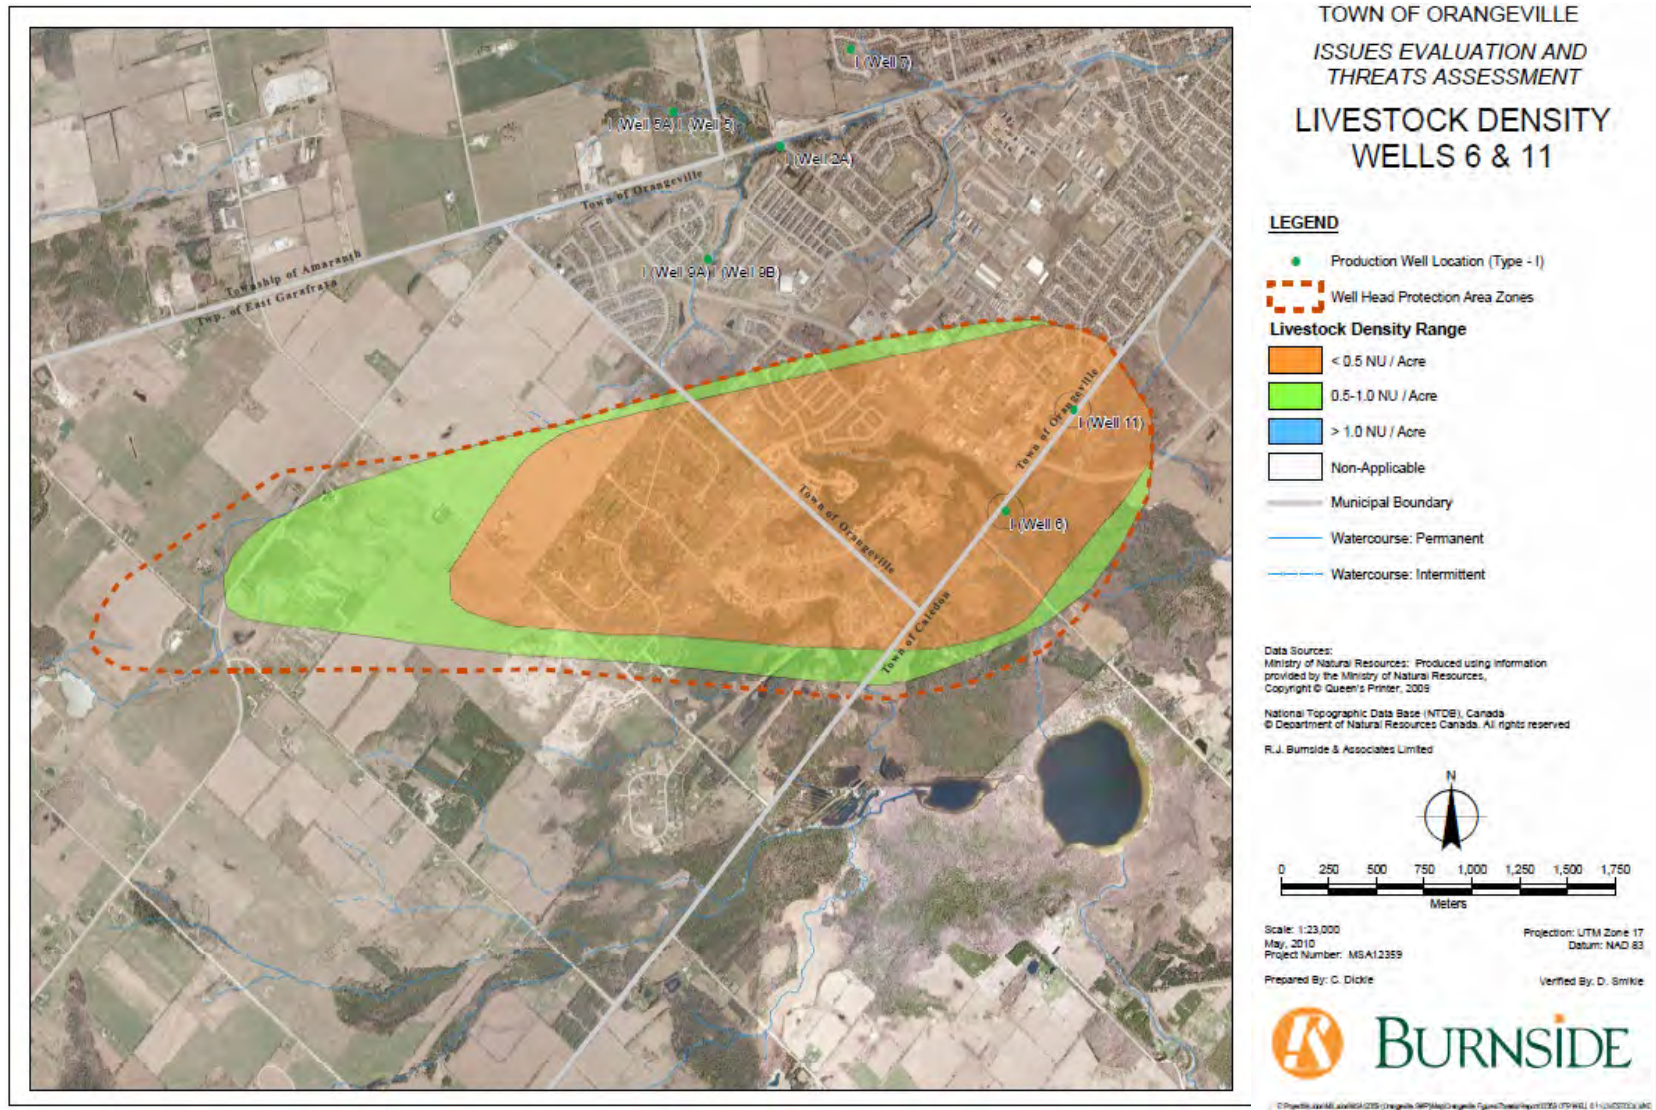 TOWN OF ORANGEVILLE
ISSUES EVALUATION AND
THREATS ASSESSMENT
LIVESTOCK DENSITY
WELLS 6 & 11
LEGEND
Production Well Location (Type - I)
Well Head Protection Area Zones
Livestock Density Range
< 0.5 NU / Acre
0.5-1.0 NU / Acre
> 1.0 NU / Acre
Non-Applicable
Municipal Boundary
Watercourse: Permanent
Watercourse: Intermittent
Data Sources:
Ministry of Natural Resources: Produced using information
provided by the Ministry of Natural Resources,
Copyright © Queen's Printer, 2009
National Topographic Data Base (NTDB), Canada
© Department of Natural Resources Canada. All rights reserved
R.J. Burnside & Associates Limited
N
0 250 500 750 1,000 1,250 1,500 1,750
Meters
Scale: 1:23,000
May, 2010
Project Number: MSA12359
Projection: UTM Zone 17
Datum: NAD 83
Prepared By: C. Dickie
Verified By: D. Smikle
BURNSIDE
I (Well 7)
I (Well 5A) I (Well 5)
I (Well 2A)
Town of Orangeville
I (Well 9A) I (Well 9B)
Township of Amaranth
Twp. of East Garafraxa
Town of Orangeville
I (Well 11)
I (Well 6)
Town of Orangeville
Town of Caledon